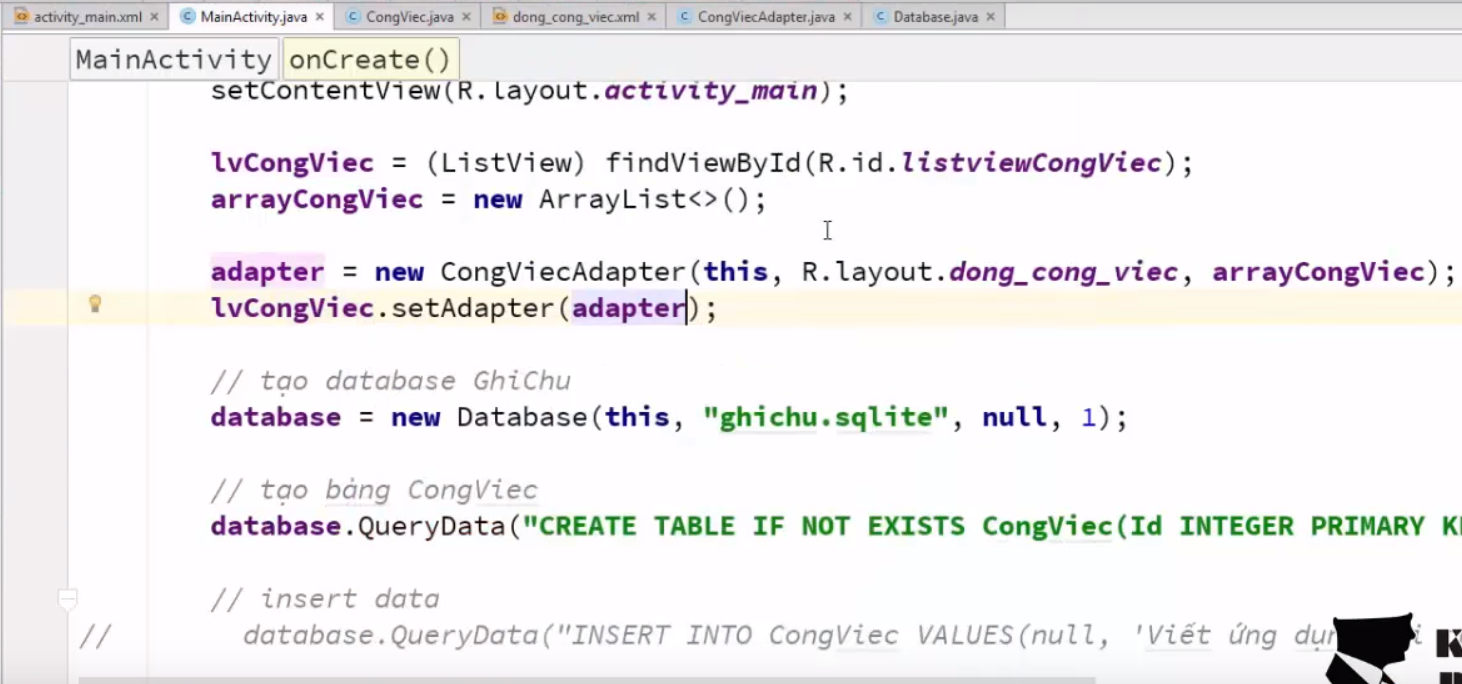 activity_main.xml × MainActivity.java × CongViec.java × dong_cong_viec.xml × CongViecAdapter.java × Database.java ×
MainActivity onCreate()
setContentView(R.layout.activity_main);
lvCongViec = (ListView) findViewById(R.id.listviewCongViec);
arrayCongViec = new ArrayList<>();
adapter = new CongViecAdapter(this, R.layout.dong_cong_viec, arrayCongViec);
lvCongViec.setAdapter(adapter);
// tạo database GhiChu
database = new Database(this, "ghichu.sqlite", null, 1);
// tạo bảng CongViec
database.QueryData("CREATE TABLE IF NOT EXISTS CongViec(Id INTEGER PRIMARY
// insert data
// database.QueryData("INSERT INTO CongViec VALUES(null, 'Viết ứng